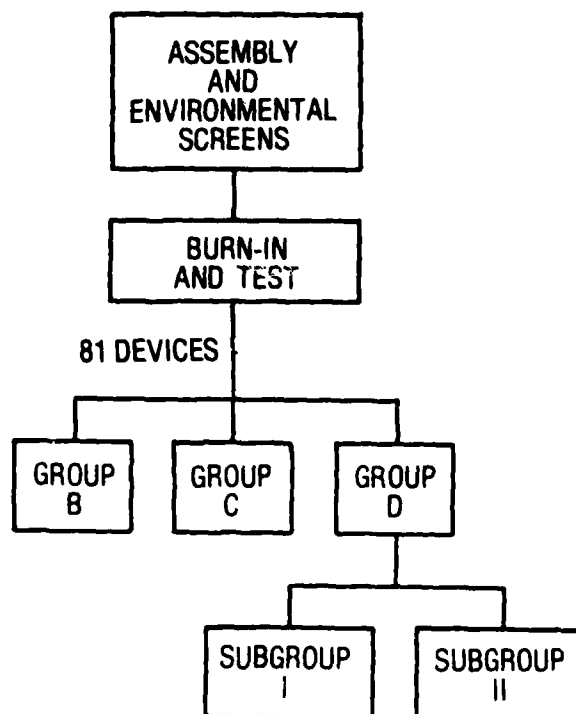 ASSEMBLY
AND
ENVIRONMENTAL
SCREENS
BURN-IN
AND TEST
81 DEVICES
GROUP
B
GROUP
C
GROUP
D
SUBGROUP
I
SUBGROUP
II